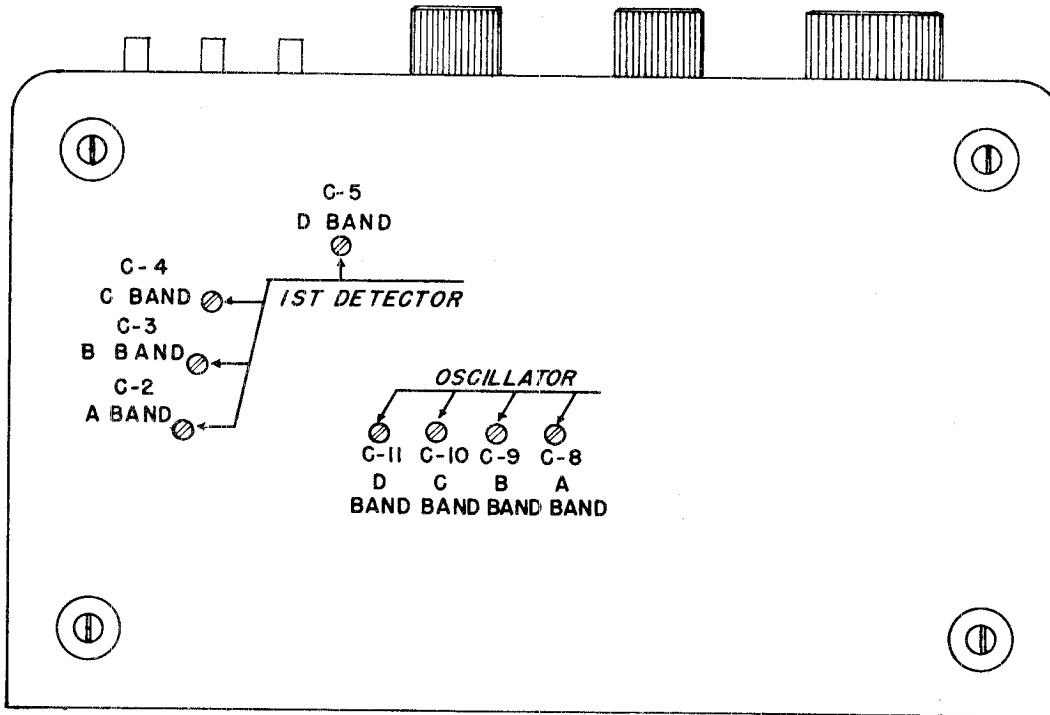 C-5
D BAND
C-4
C BAND
1ST DETECTOR
C-3
B BAND
C-2
A BAND
OSCILLATOR
C-11 C-10 C-9 C-8
D C B A
BAND BAND BAND BAND